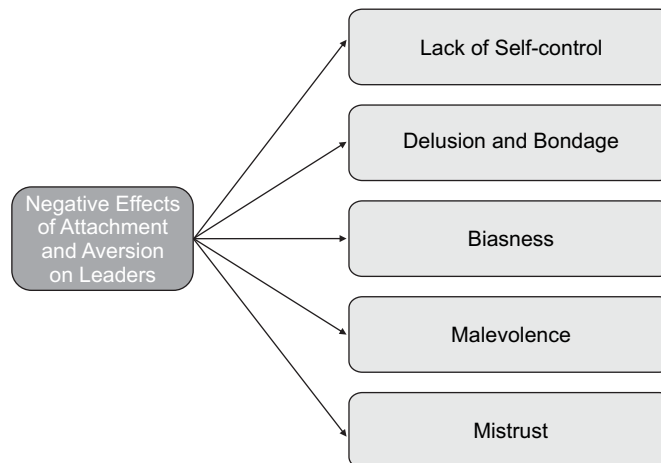 Negative Effects
of Attachment
and Aversion
on Leaders
Lack of Self-control
Delusion and Bondage
Biasness
Malevolence
Mistrust